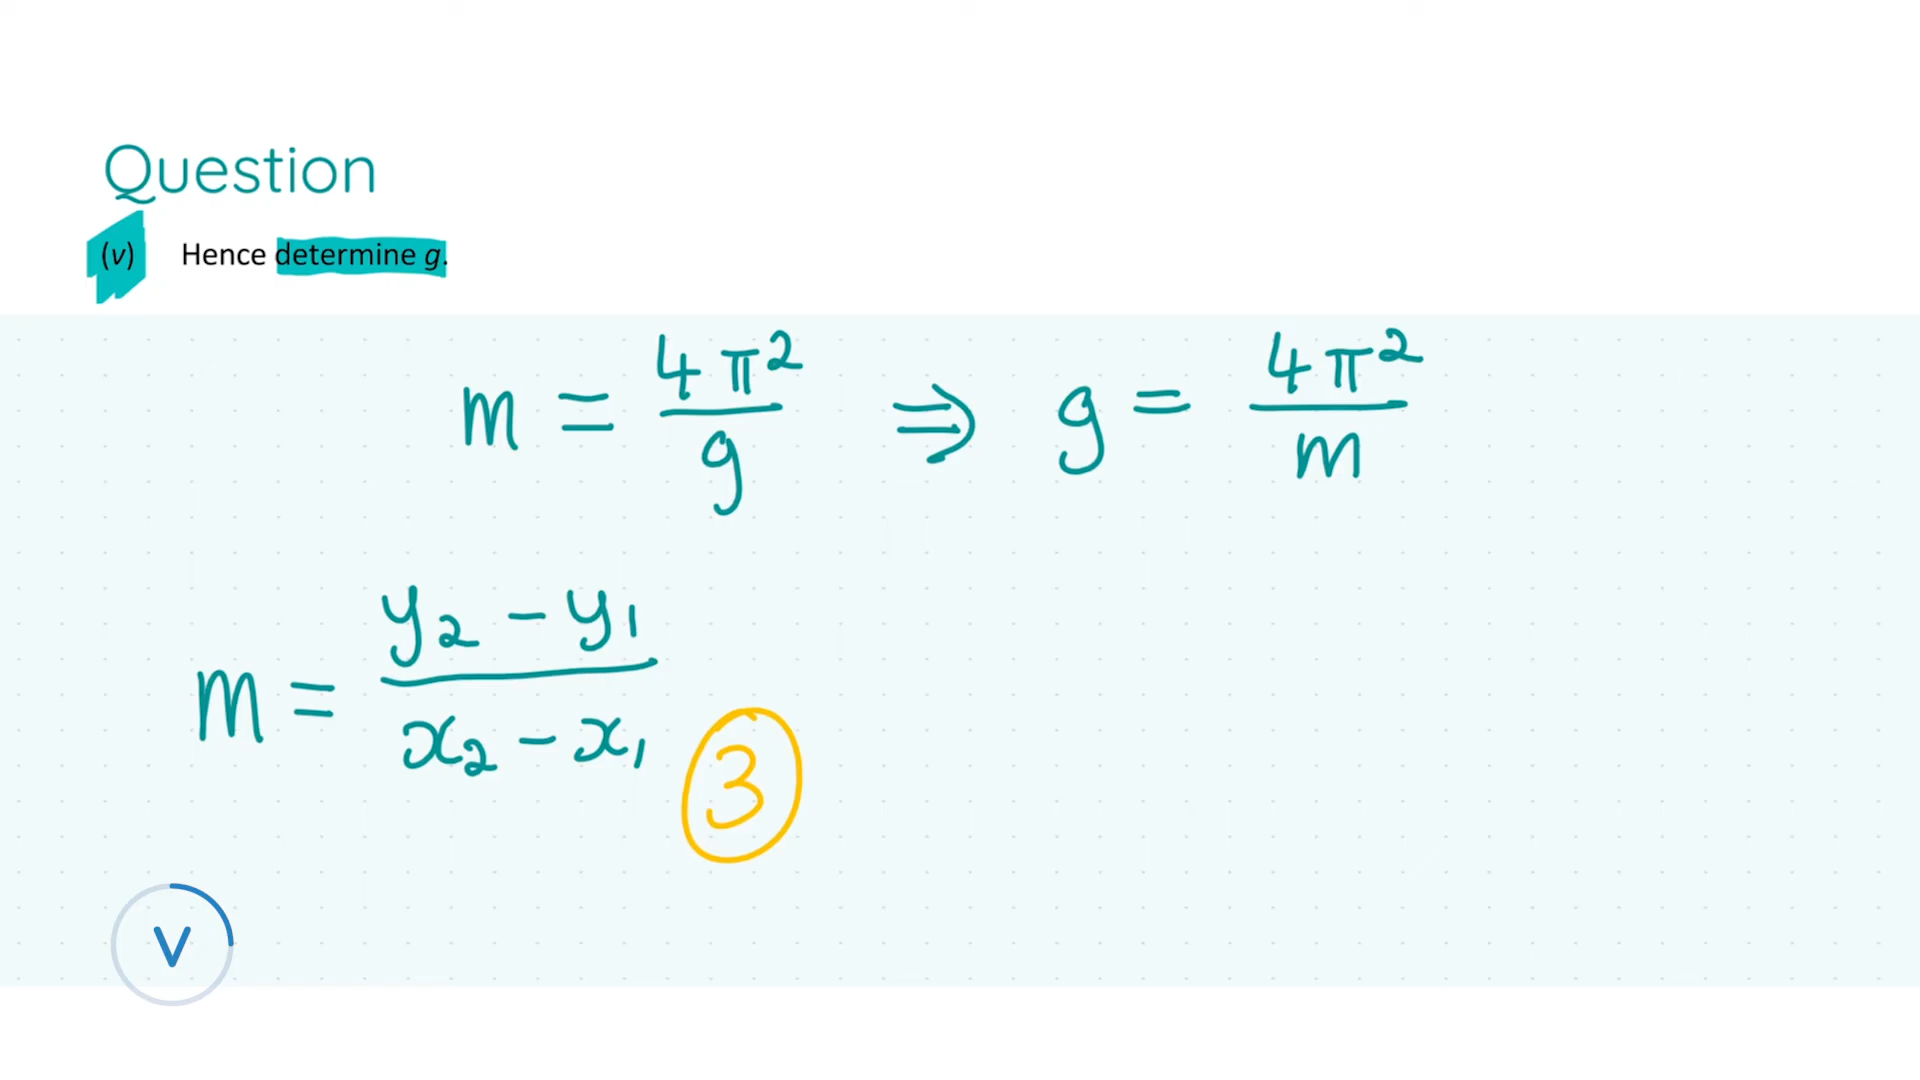 Question
(v) Hence determine g.
m = 4π²/g ⇒ g = 4π²/m
m = y₂ - y₁ / x₂ - x₁
3
V